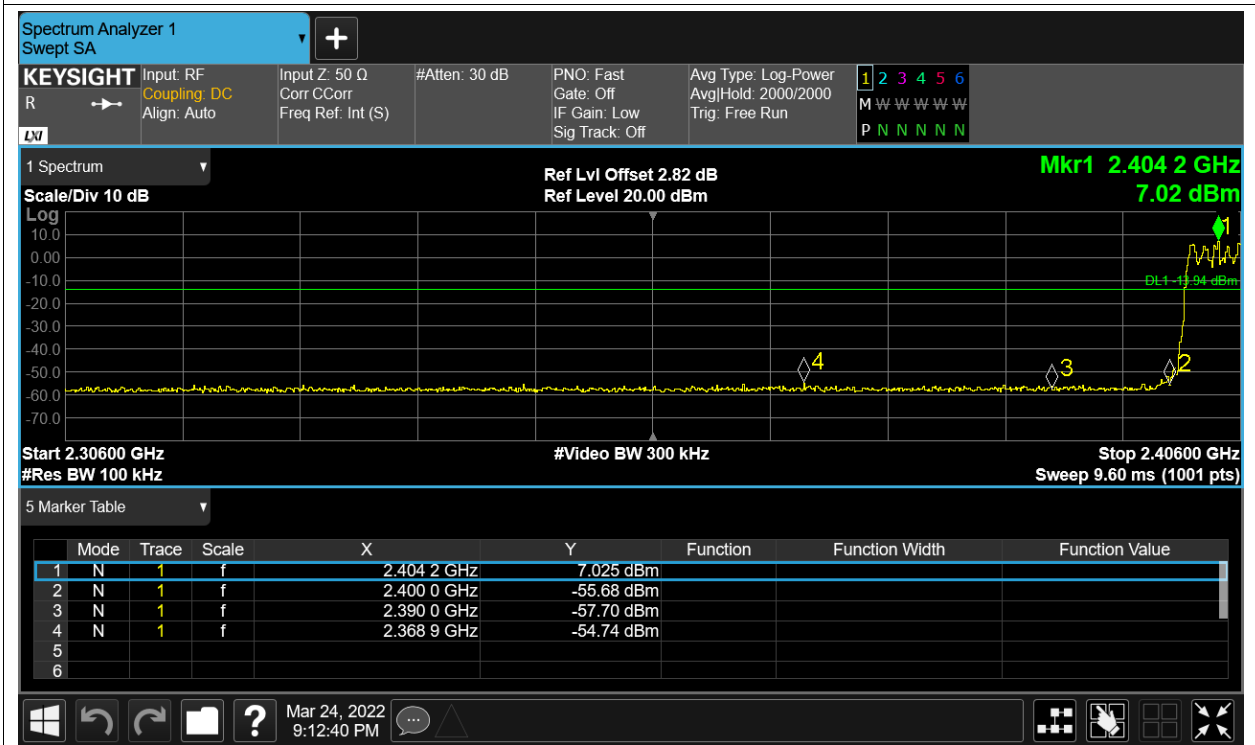 Spectrum Analyzer 1
Swept SA
+
KEYSIGHT Input: RF Input Z: 50 Ω #Atten: 30 dB PNO: Fast Avg Type: Log-Power 1 2 3 4 5 6
R Coupling: DC Corr CCorr Gate: Off Avg|Hold: 2000/2000 M W W W W W
Align: Auto Freq Ref: Int (S) IF Gain: Low Trig: Free Run
LXI Sig Track: Off P N N N N N
1 Spectrum Ref Lvl Offset 2.82 dB Mkr1 2.404 2 GHz
Scale/Div 10 dB Ref Level 20.00 dBm 7.02 dBm
Log
1
10.0
0.00
-10.0 DL1 -13.94 dBm
-20.0
-30.0
-40.0
4 3 2
-50.0
-60.0
-70.0
Start 2.30600 GHz #Video BW 300 kHz Stop 2.40600 GHz
#Res BW 100 kHz Sweep 9.60 ms (1001 pts)
5 Marker Table
Mode Trace Scale X Y Function Function Width Function Value
1 N 1 f 2.404 2 GHz 7.025 dBm
2 N 1 f 2.400 0 GHz -55.68 dBm
3 N 1 f 2.390 0 GHz -57.70 dBm
4 N 1 f 2.368 9 GHz -54.74 dBm
5
6
? Mar 24, 2022
9:12:40 PM